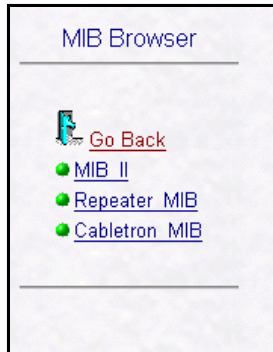 MIB Browser
Go Back
MIB II
Repeater MIB
Cabletron MIB